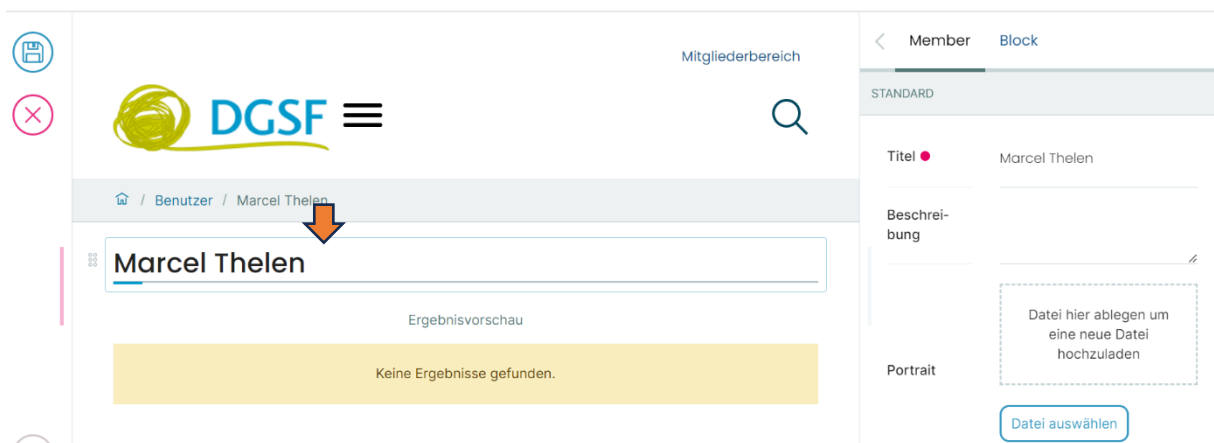 Mitgliederbereich
DGSF
/ Benutzer / Marcel Thelen
Marcel Thelen
Ergebnisvorschau
Keine Ergebnisse gefunden.
Member Block
STANDARD
Titel
Marcel Thelen
Beschrei-
bung
Datei hier ablegen um
eine neue Datei
hochzuladen
Portrait
Datei auswählen